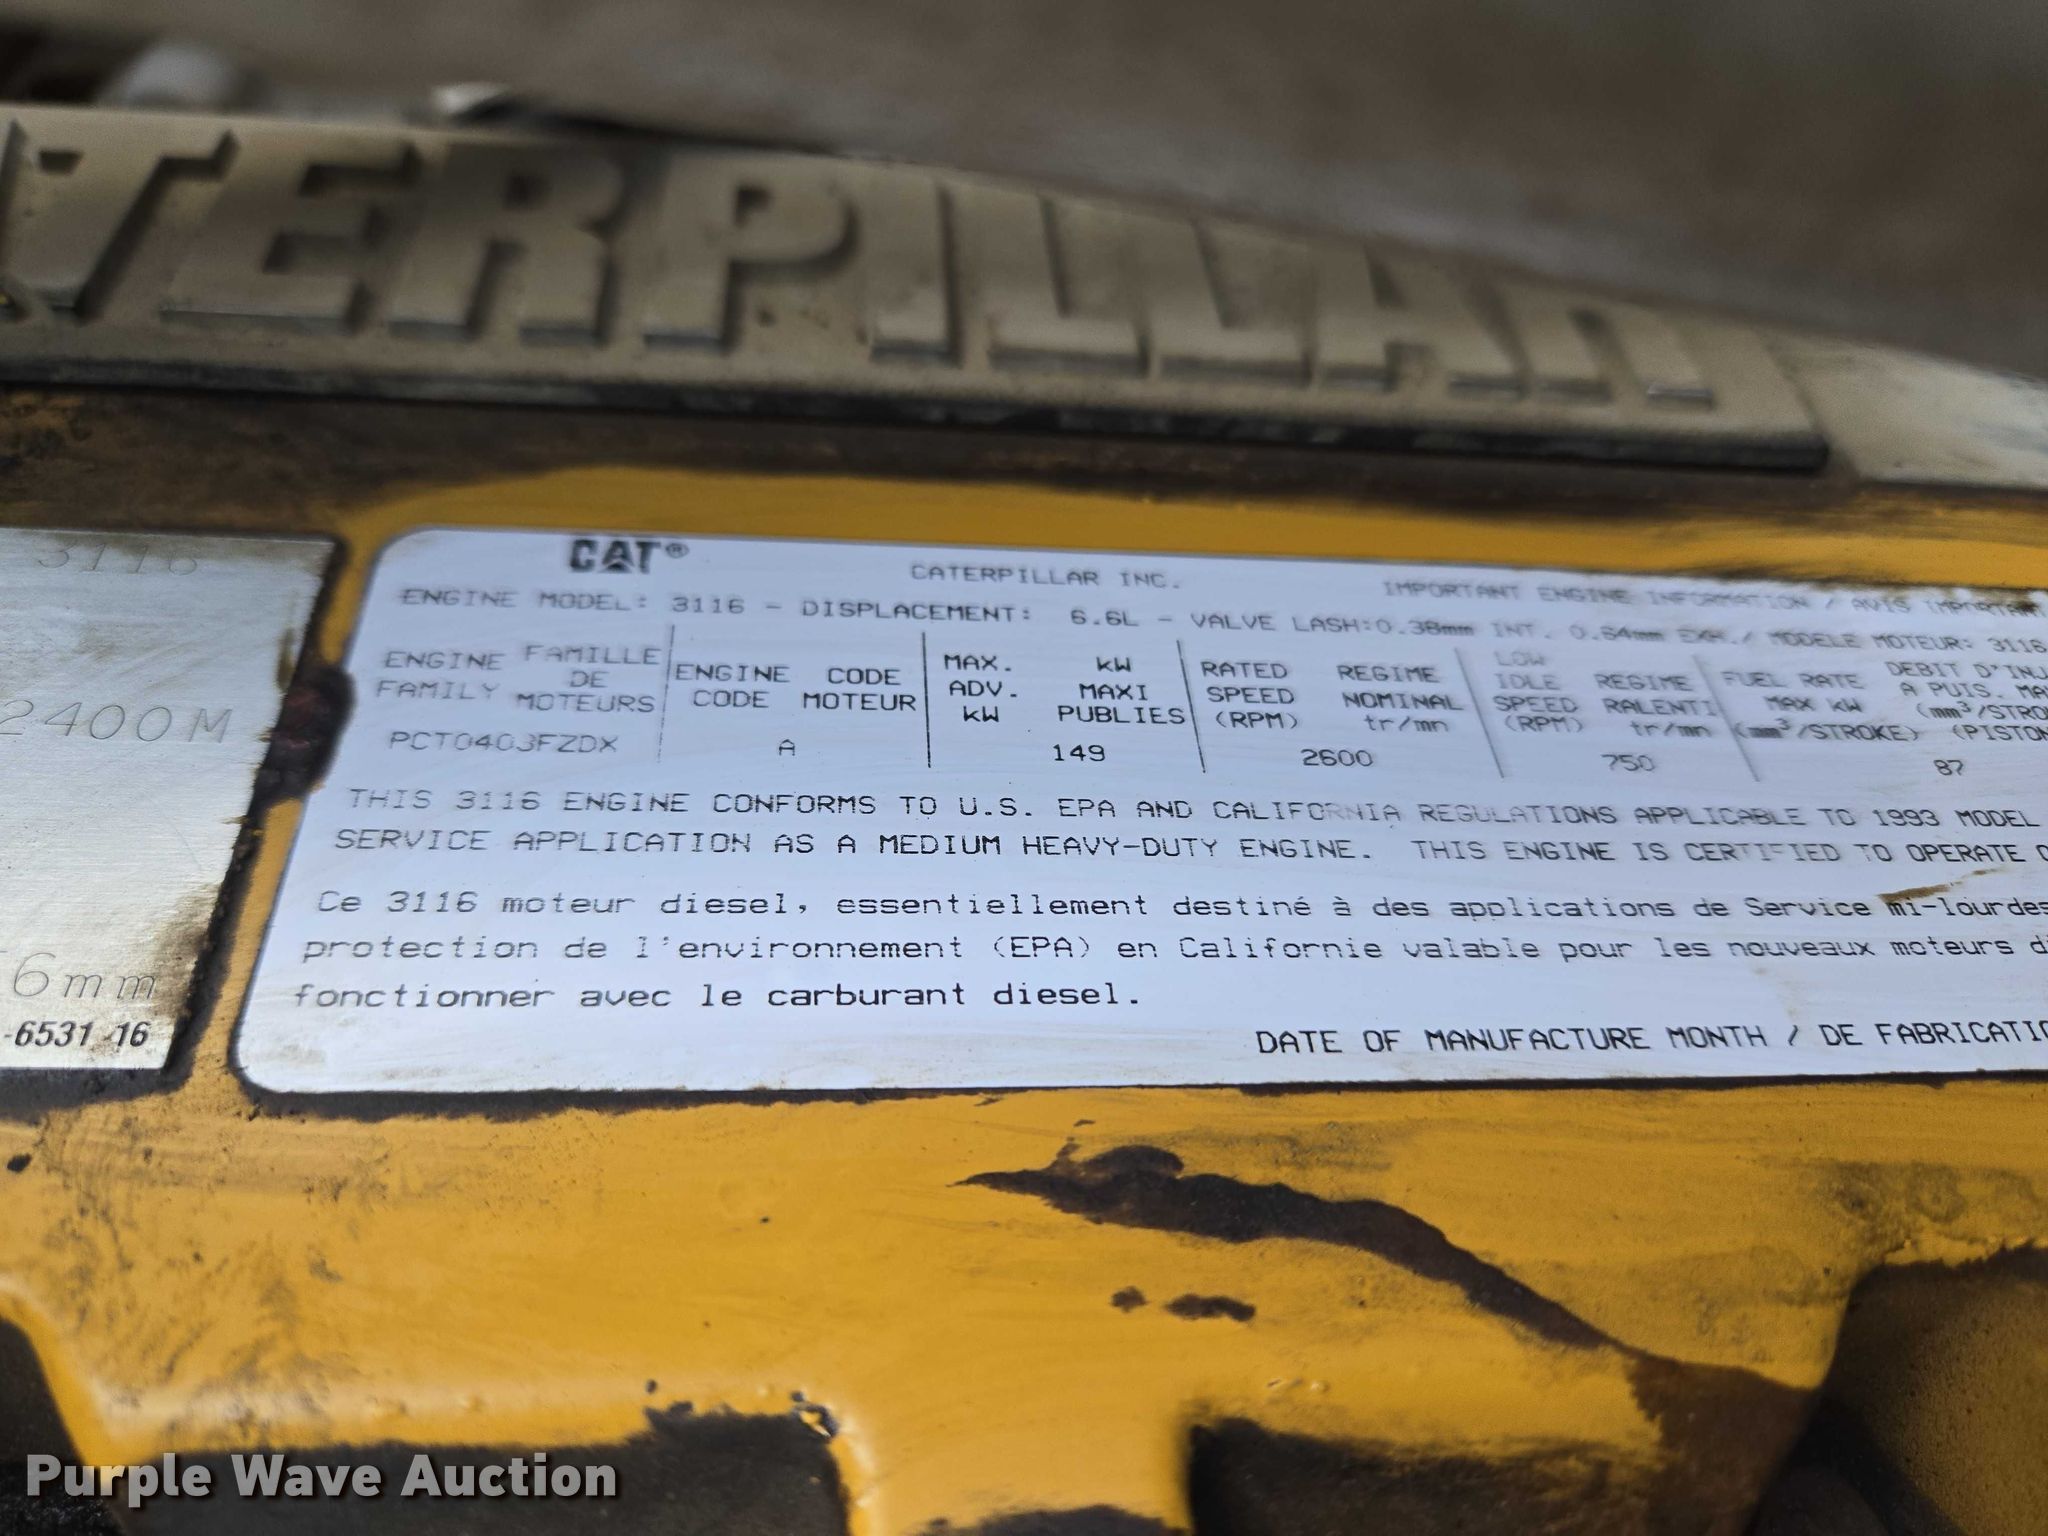 TERPILLAR
3116
2400M
6mm
-6531 16
CAT®
CATERPILLAR INC.
IMPORTANT ENGINE INFORMATION / AVIS IMPORTANT
ENGINE MODEL: 3116 - DISPLACEMENT: 6.6L - VALVE LASH:0.38mm INT. 0.64mm EXH./ MODELE MOTEUR: 3116
ENGINE FAMILY
FAMILLE DE MOTEURS
PCT0403FZDX
ENGINE CODE
CODE MOTEUR
A
MAX. ADV. kW
kW MAXI PUBLIES
149
RATED SPEED (RPM)
REGIME NOMINAL tr/mn
2600
LOW IDLE SPEED (RPM)
REGIME RALENTI tr/mn
750
FUEL RATE MAX kW (mm³/STROKE)
DEBIT D'INJ
A PUIS. MA
(mm³/STRO
(PISTON
87
THIS 3116 ENGINE CONFORMS TO U.S. EPA AND CALIFORNIA REGULATIONS APPLICABLE TO 1993 MODEL
SERVICE APPLICATION AS A MEDIUM HEAVY-DUTY ENGINE. THIS ENGINE IS CERTIFIED TO OPERATE O
Ce 3116 moteur diesel, essentiellement destiné à des applications de Service mi-lourdes
protection de l'environnement (EPA) en Californie valable pour les nouveaux moteurs di
fonctionner avec le carburant diesel.
DATE OF MANUFACTURE MONTH / DE FABRICATIO
Purple Wave Auction